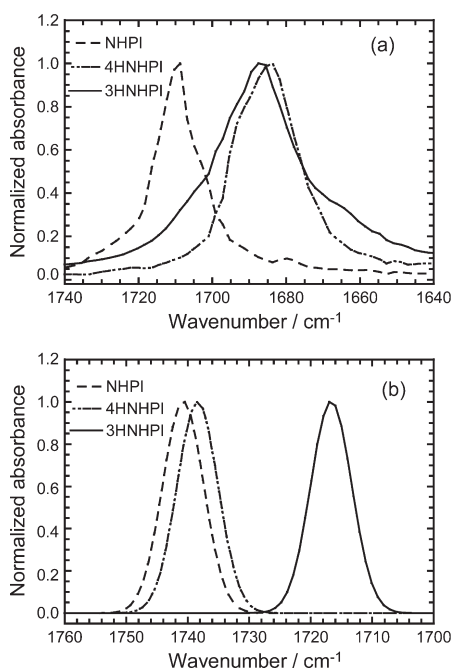 1.2
(a)
NHPI
4HNHPI
3HNHPI
1.0
0.8
0.6
0.4
0.2
0.0
Normalized absorbance
1740 1720 1700 1680 1660 1640
Wavenumber / cm-1
1.2
(b)
NHPI
4HNHPI
3HNHPI
1.0
0.8
0.6
0.4
0.2
0.0
Normalized absorbance
1760 1750 1740 1730 1720 1710 1700
Wavenumber / cm-1